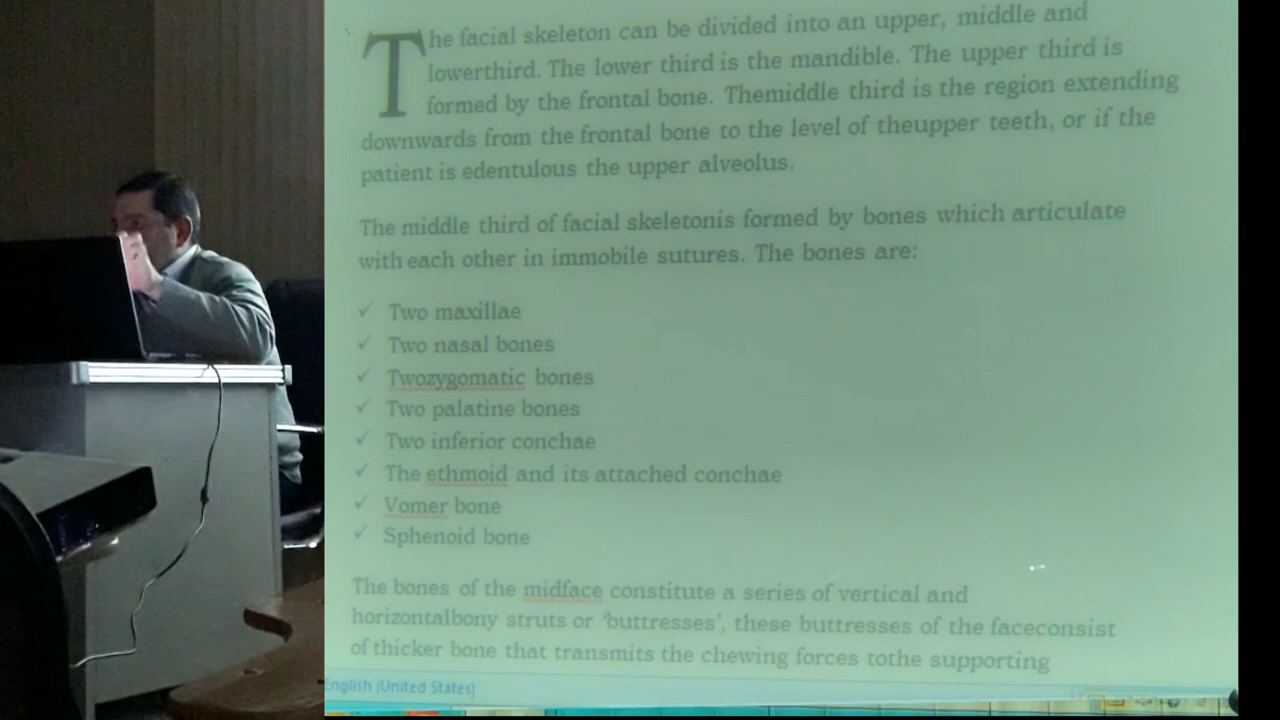 The facial skeleton can be divided into an upper, middle and
lowerthird. The lower third is the mandible. The upper third is
formed by the frontal bone. Themiddle third is the region extending
downwards from the frontal bone to the level of theupper teeth, or if the
patient is edentulous the upper alveolus.
The middle third of facial skeletonis formed by bones which articulate
with each other in immobile sutures. The bones are:
✓ Two maxillae
✓ Two nasal bones
✓ Twozygomatic bones
✓ Two palatine bones
✓ Two inferior conchae
✓ The ethmoid and its attached conchae
✓ Vomer bone
✓ Sphenoid bone
The bones of the midface constitute a series of vertical and
horizontalbony struts or ‘buttresses’, these buttresses of the faceconsist
of thicker bone that transmits the chewing forces tothe supporting
English (United States)